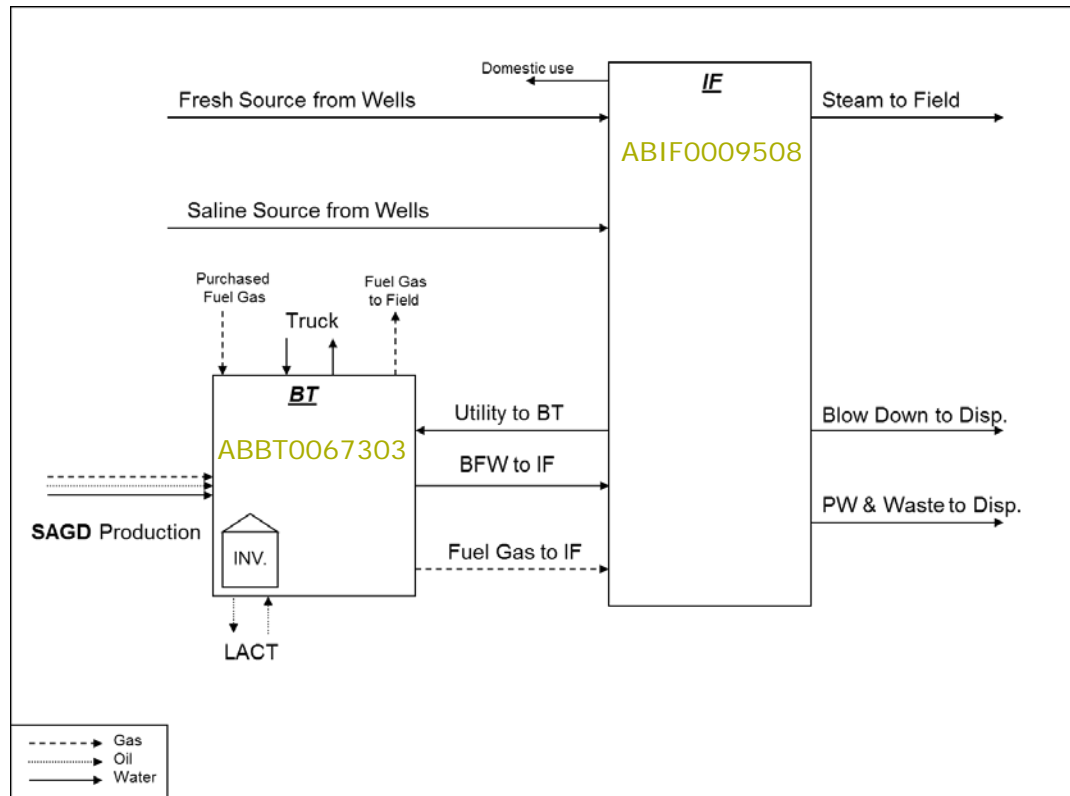 Domestic use
IF
Fresh Source from Wells
Steam to Field
ABIF0009508
Saline Source from Wells
Purchased
Fuel Gas
Fuel Gas
to Field
Truck
BT
Utility to BT
Blow Down to Disp.
ABBT0067303
BFW to IF
PW & Waste to Disp.
SAGD Production
INV.
Fuel Gas to IF
LACT
Gas
Oil
Water